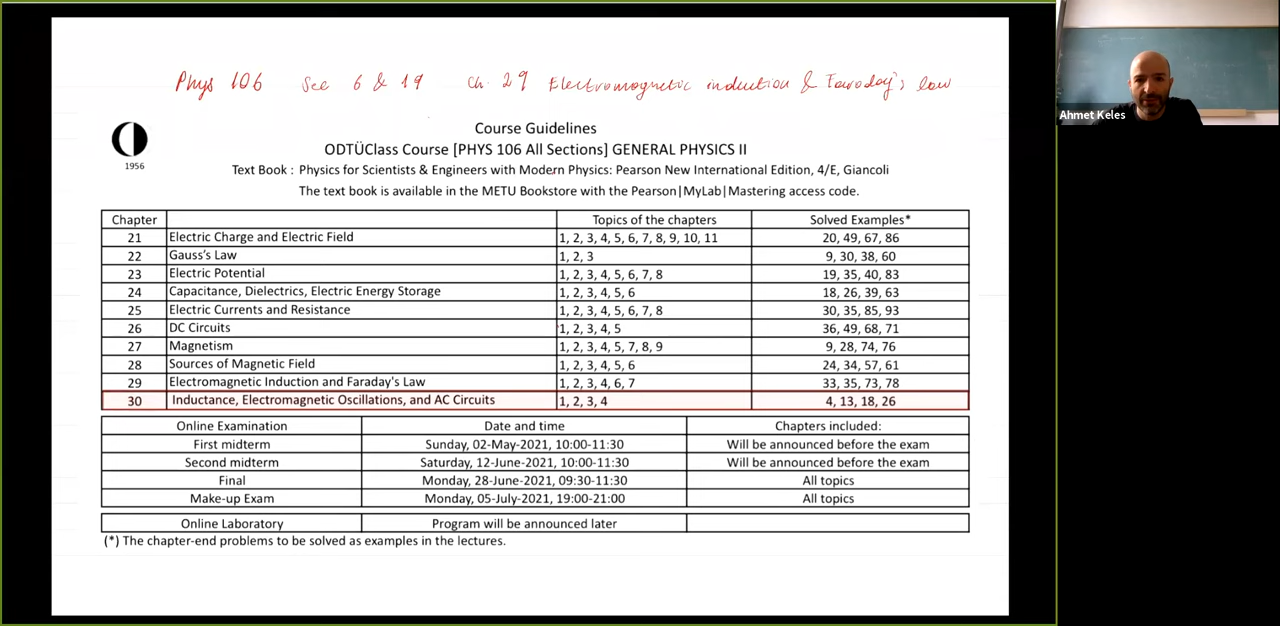 Phys 106 Sec 6 & 19 Ch. 29 Electromagnetic induction & Faraday's law
Ahmet Keles
Course Guidelines
1956
ODTÜClass Course [PHYS 106 All Sections] GENERAL PHYSICS II
Text Book : Physics for Scientists & Engineers with Modern Physics: Pearson New International Edition, 4/E, Giancoli
The text book is available in the METU Bookstore with the Pearson|MyLab|Mastering access code.
Chapter Topics of the chapters Solved Examples*
21 Electric Charge and Electric Field 1, 2, 3, 4, 5, 6, 7, 8, 9, 10, 11 20, 49, 67, 86
22 Gauss's Law 1, 2, 3 9, 30, 38, 60
23 Electric Potential 1, 2, 3, 4, 5, 6, 7, 8 19, 35, 40, 83
24 Capacitance, Dielectrics, Electric Energy Storage 1, 2, 3, 4, 5, 6 18, 26, 39, 63
25 Electric Currents and Resistance 1, 2, 3, 4, 5, 6, 7, 8 30, 35, 85, 93
26 DC Circuits 1, 2, 3, 4, 5 36, 49, 68, 71
27 Magnetism 1, 2, 3, 4, 5, 7, 8, 9 9, 28, 74, 76
28 Sources of Magnetic Field 1, 2, 3, 4, 5, 6 24, 34, 57, 61
29 Electromagnetic Induction and Faraday's Law 1, 2, 3, 4, 6, 7 33, 35, 73, 78
30 Inductance, Electromagnetic Oscillations, and AC Circuits 1, 2, 3, 4 4, 13, 18, 26
Online Examination Date and time Chapters included:
First midterm Sunday, 02-May-2021, 10:00-11:30 Will be announced before the exam
Second midterm Saturday, 12-June-2021, 10:00-11:30 Will be announced before the exam
Final Monday, 28-June-2021, 09:30-11:30 All topics
Make-up Exam Monday, 05-July-2021, 19:00-21:00 All topics
Online Laboratory Program will be announced later
(*) The chapter-end problems to be solved as examples in the lectures.